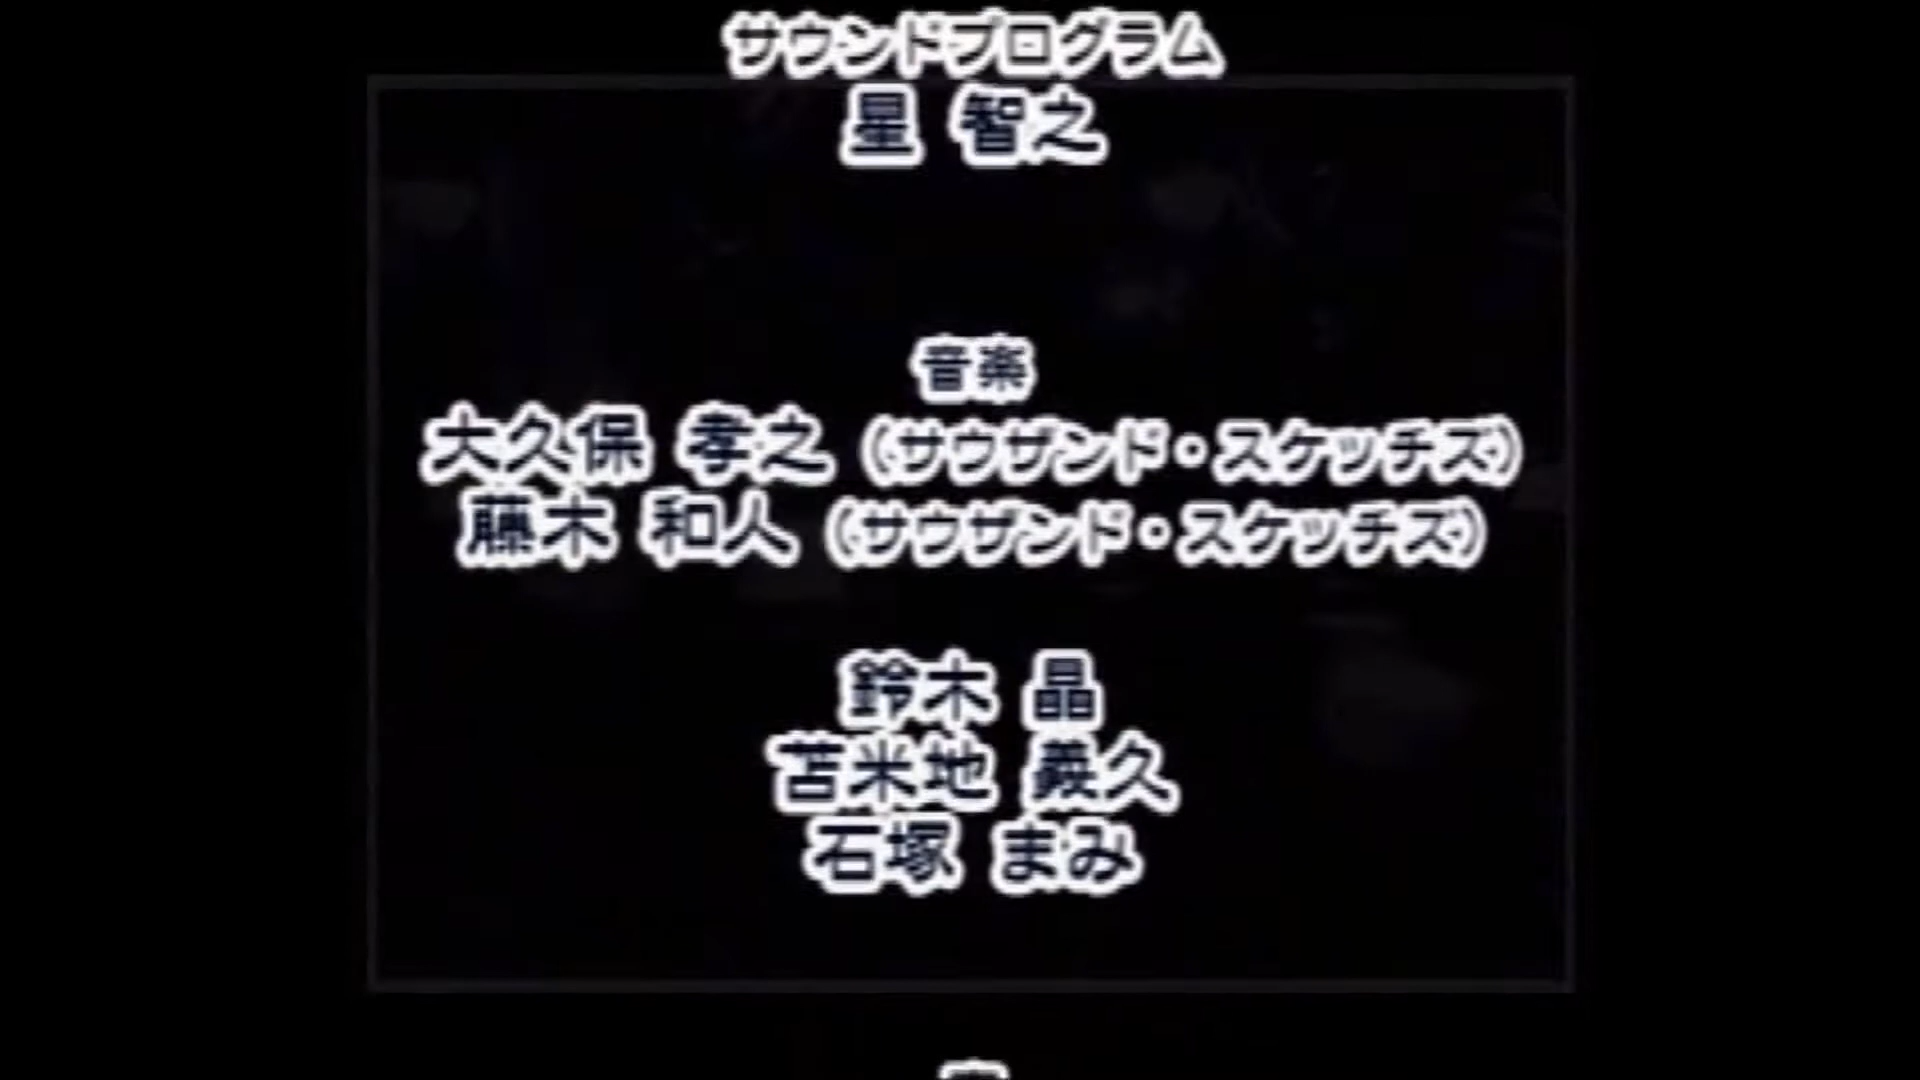 サウンドプログラム
星 智之
音楽
大久保 孝之（サウザンド・スケッチズ）
藤木 和人（サウザンド・スケッチズ）
鈴木 晶
苫米地 義久
石塚 まみ